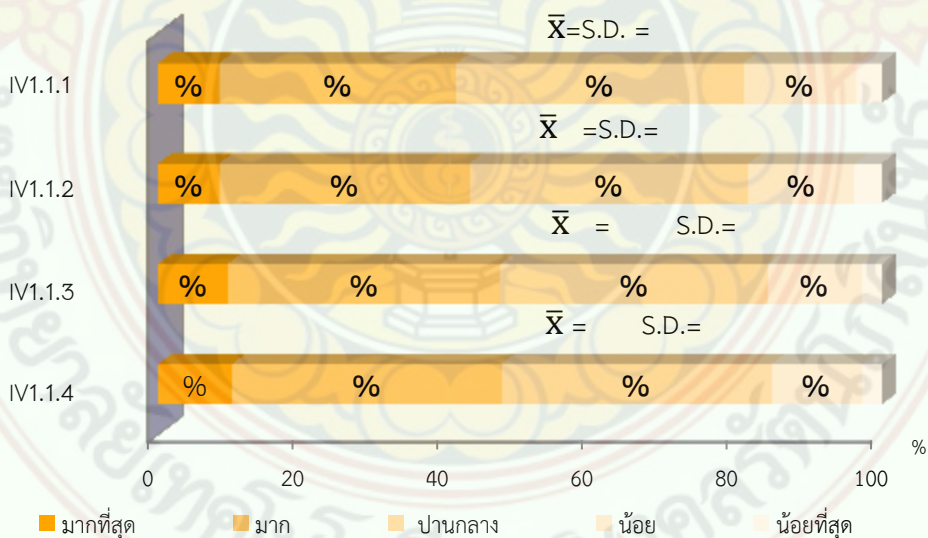 x̄=S.D. =
IV1.1.1 % % % %
x̄ =S.D.=
IV1.1.2 % % % %
x̄ = S.D.=
IV1.1.3 % % % %
x̄ = S.D.=
IV1.1.4 % % % %
%
0 20 40 60 80 100
มากที่สุด มาก ปานกลาง น้อย น้อยที่สุด